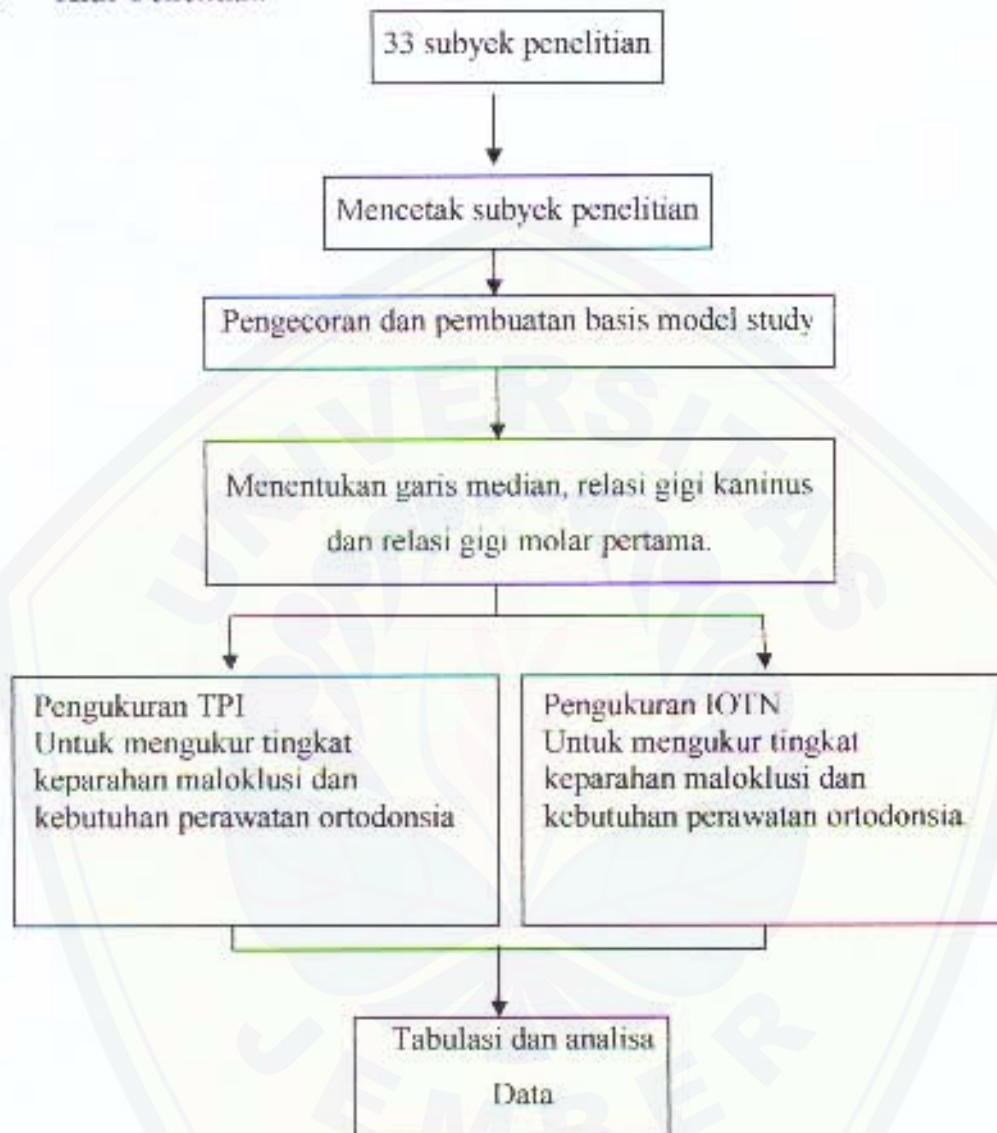 33 subyek penelitian
Mencetak subyek penelitian
Pengecoran dan pembuatan basis model study
Menentukan garis median, relasi gigi kaninus
dan relasi gigi molar pertama.
Pengukuran TPI
Untuk mengukur tingkat
keparahan maloklusi dan
kebutuhan perawatan ortodonsia
Pengukuran IOTN
Untuk mengukur tingkat
keparahan maloklusi dan
kebutuhan perawatan ortodonsia
Tabulasi dan analisa
Data
UNIVERSITAS
JEMBER